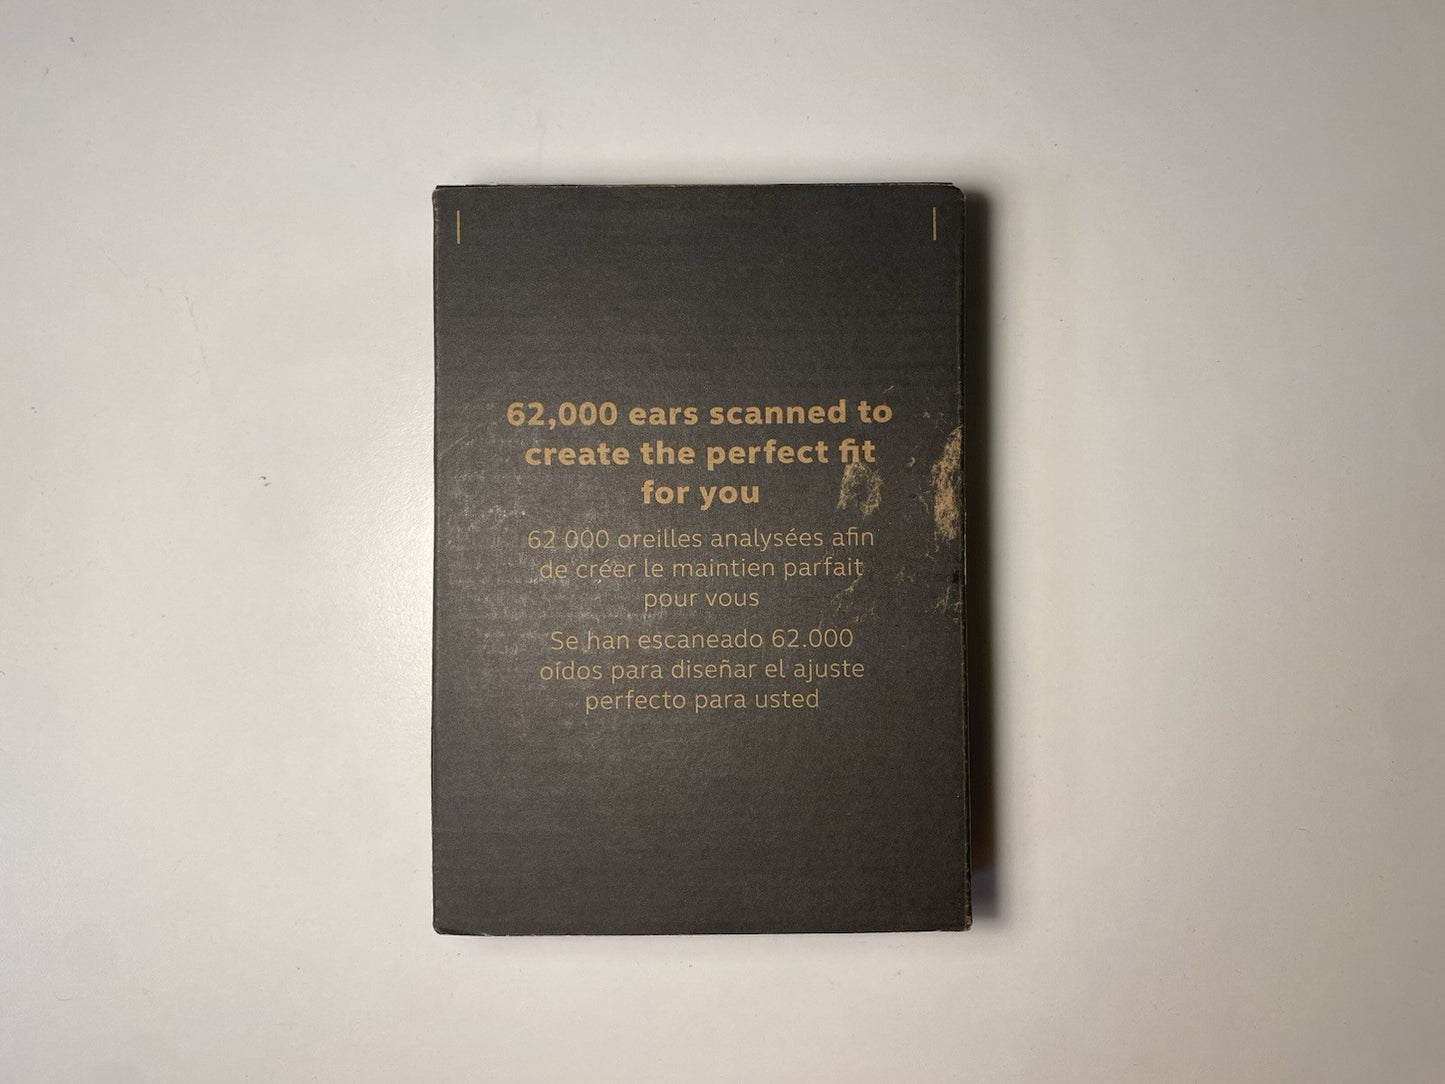 62,000 ears scanned to
create the perfect fit
for you
62 000 oreilles analysées afin
de créer le maintien parfait
pour vous
Se han escaneado 62.000
oídos para diseñar el ajuste
perfecto para usted